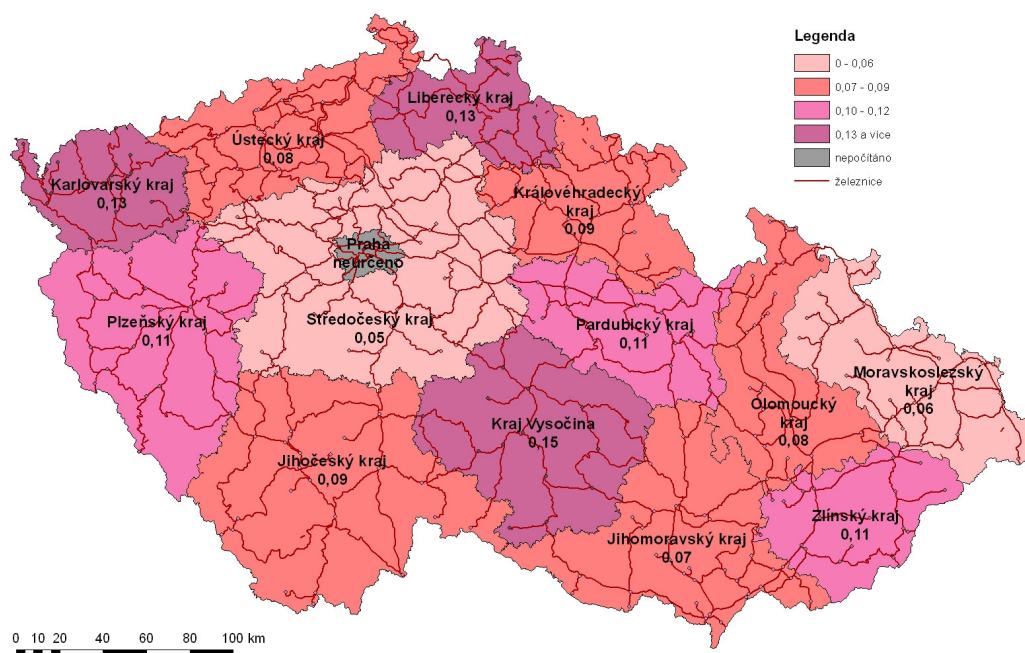 Legenda
0 - 0,06
0,07 - 0,09
0,10 - 0,12
0,13 a více
nepočítáno
železnice
Liberecký kraj
0,13
Ústecký kraj
0,08
Karlovarský kraj
0,13
Královéhradecký
kraj
0,09
Praha
neurčeno
Plzeňský kraj
0,11
Středočeský kraj
0,05
Pardubický kraj
0,11
Moravskoslezský
kraj
0,06
Olomoucký
kraj
0,08
Kraj Vysočina
0,15
Jihočeský kraj
0,09
Zlínský kraj
0,11
Jihomoravský kraj
0,07
0 10 20 40 60 80 100 km